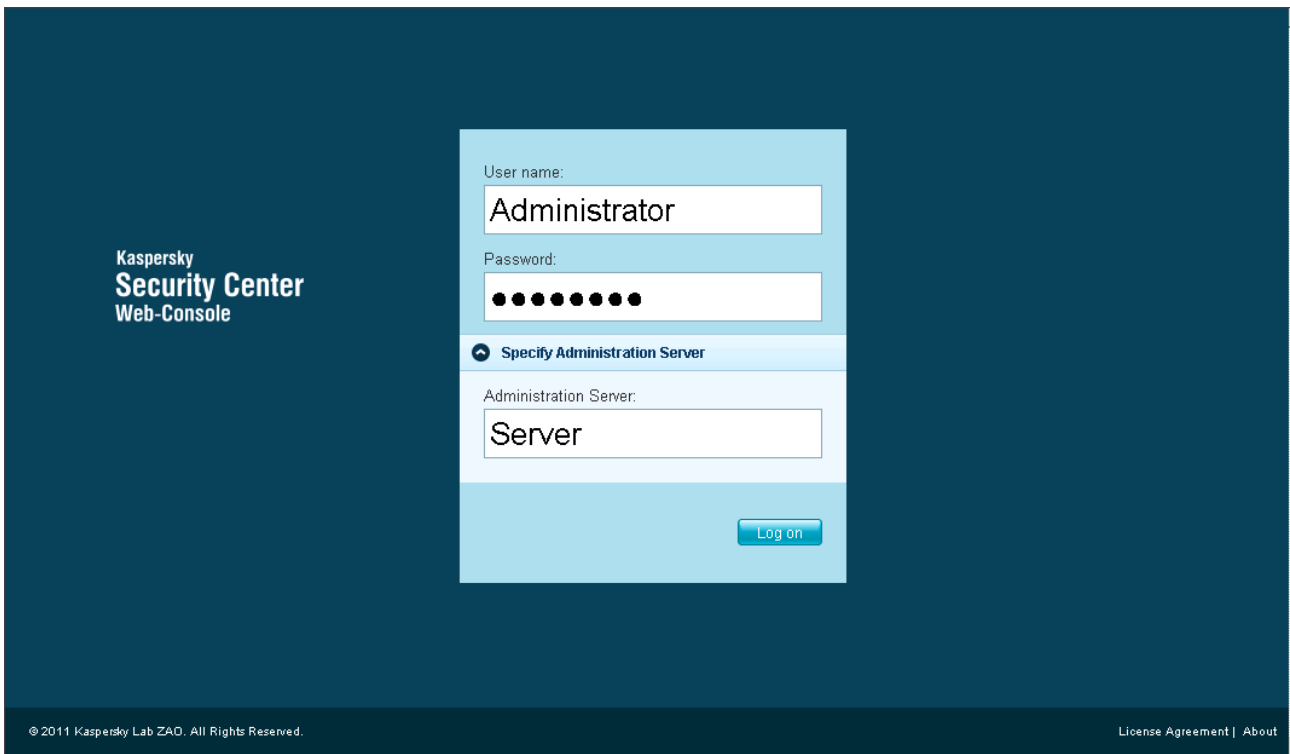 Kaspersky
Security Center
Web-Console
User name:
Administrator
Password:
●●●●●●●●
Specify Administration Server
Administration Server:
Server
Log on
© 2011 Kaspersky Lab ZAO. All Rights Reserved.
License Agreement | About